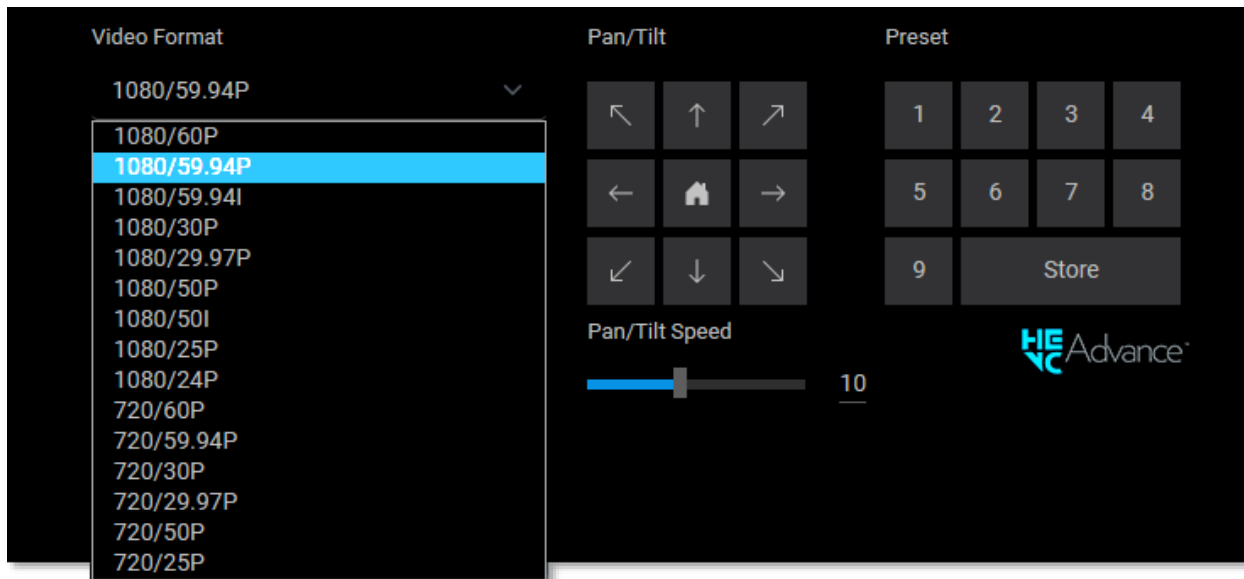 Video Format
1080/59.94P
1080/60P
1080/59.94P
1080/59.94I
1080/30P
1080/29.97P
1080/50P
1080/50I
1080/25P
1080/24P
720/60P
720/59.94P
720/30P
720/29.97P
720/50P
720/25P
Pan/Tilt
Pan/Tilt Speed
10
Preset
1 2 3 4
5 6 7 8
9 Store
HEVC Advance™